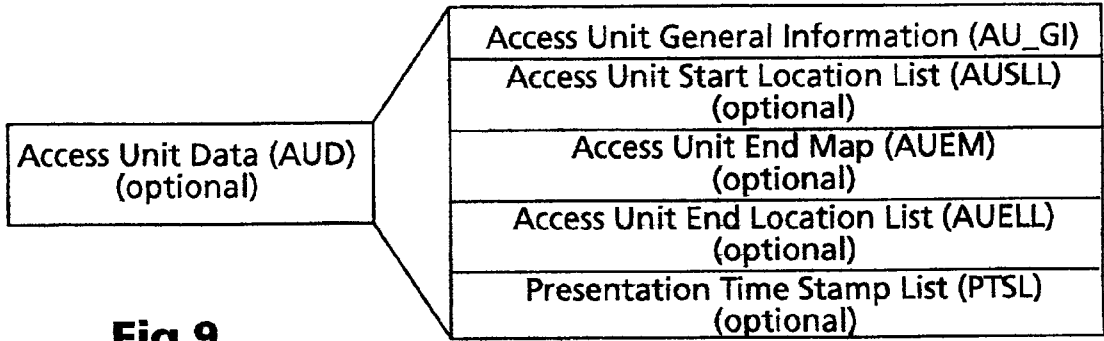 Access Unit Data (AUD)
(optional)
Access Unit General Information (AU_GI)
Access Unit Start Location List (AUSLL)
(optional)
Access Unit End Map (AUEM)
(optional)
Access Unit End Location List (AUELL)
(optional)
Presentation Time Stamp List (PTSL)
(optional)
Fig 9